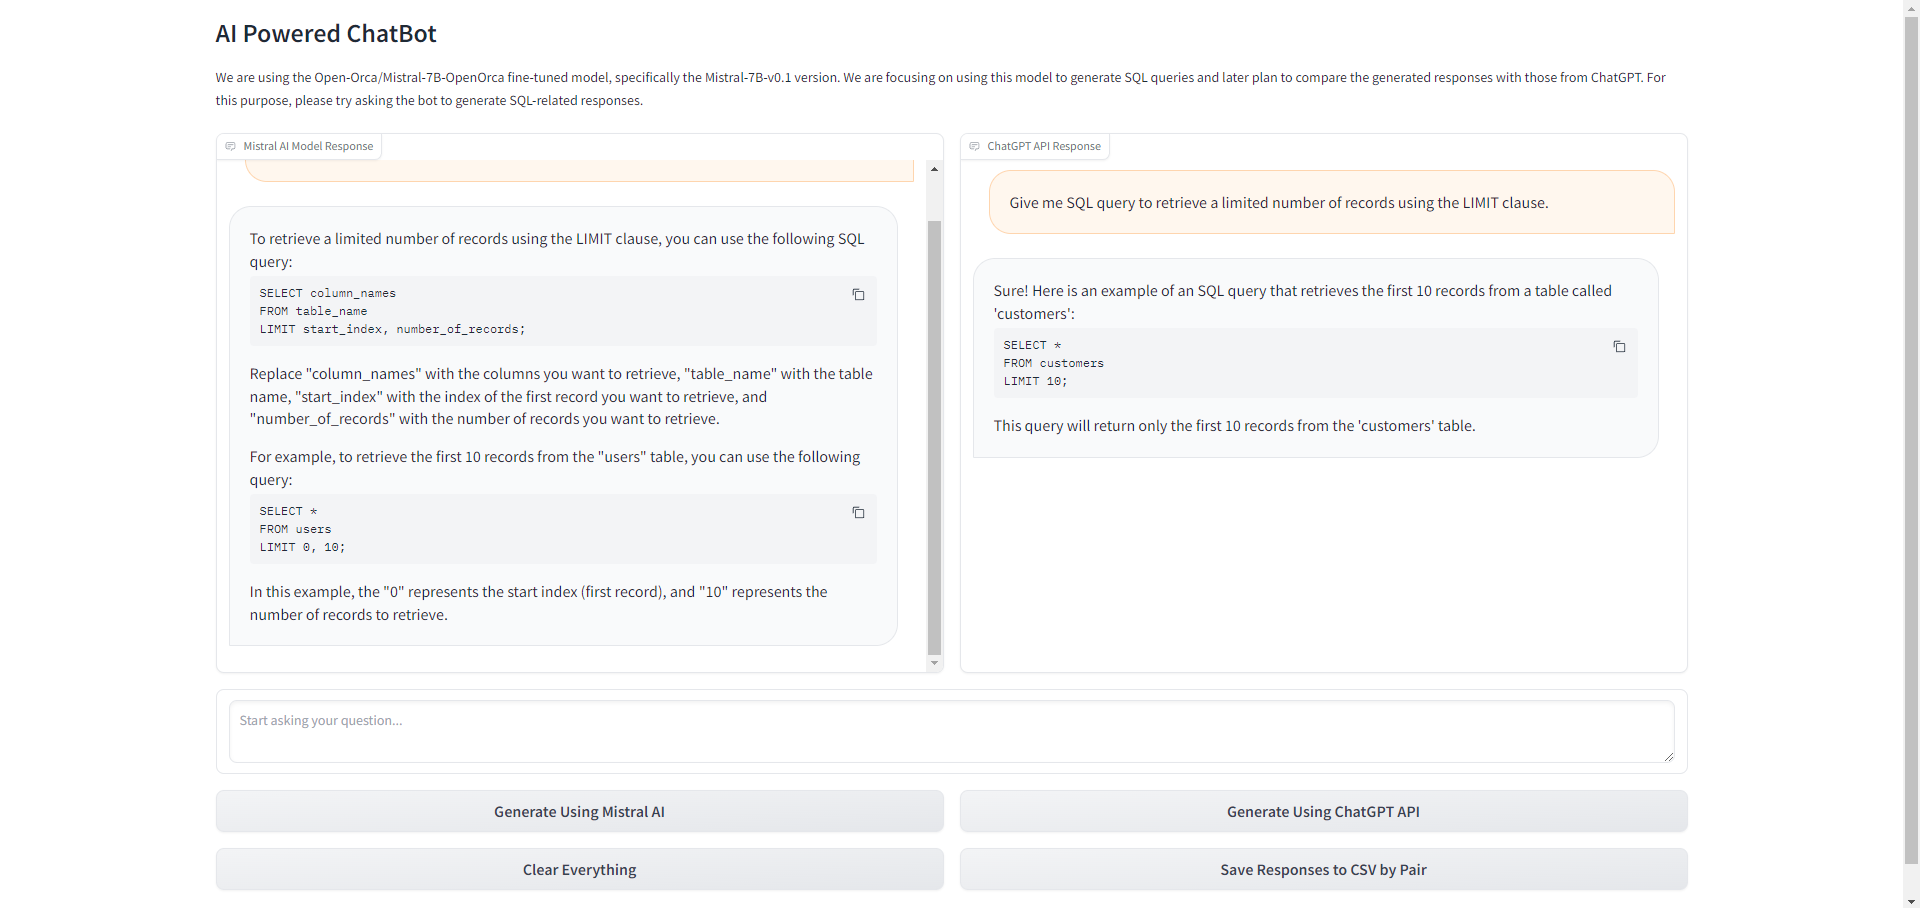 AI Powered ChatBot
We are using the Open-Orca/Mistral-7B-OpenOrca fine-tuned model, specifically the Mistral-7B-v0.1 version. We are focusing on using this model to generate SQL queries and later plan to compare the generated responses with those from ChatGPT. For
this purpose, please try asking the bot to generate SQL-related responses.
Mistral AI Model Response
To retrieve a limited number of records using the LIMIT clause, you can use the following SQL
query:
SELECT column_names
FROM table_name
LIMIT start_index, number_of_records;
Replace "column_names" with the columns you want to retrieve, "table_name" with the table
name, "start_index" with the index of the first record you want to retrieve, and
"number_of_records" with the number of records you want to retrieve.
For example, to retrieve the first 10 records from the "users" table, you can use the following
query:
SELECT *
FROM users
LIMIT 0, 10;
In this example, the "0" represents the start index (first record), and "10" represents the
number of records to retrieve.
ChatGPT API Response
Give me SQL query to retrieve a limited number of records using the LIMIT clause.
Sure! Here is an example of an SQL query that retrieves the first 10 records from a table called
'customers':
SELECT *
FROM customers
LIMIT 10;
This query will return only the first 10 records from the 'customers' table.
Start asking your question...
Generate Using Mistral AI
Generate Using ChatGPT API
Clear Everything
Save Responses to CSV by Pair